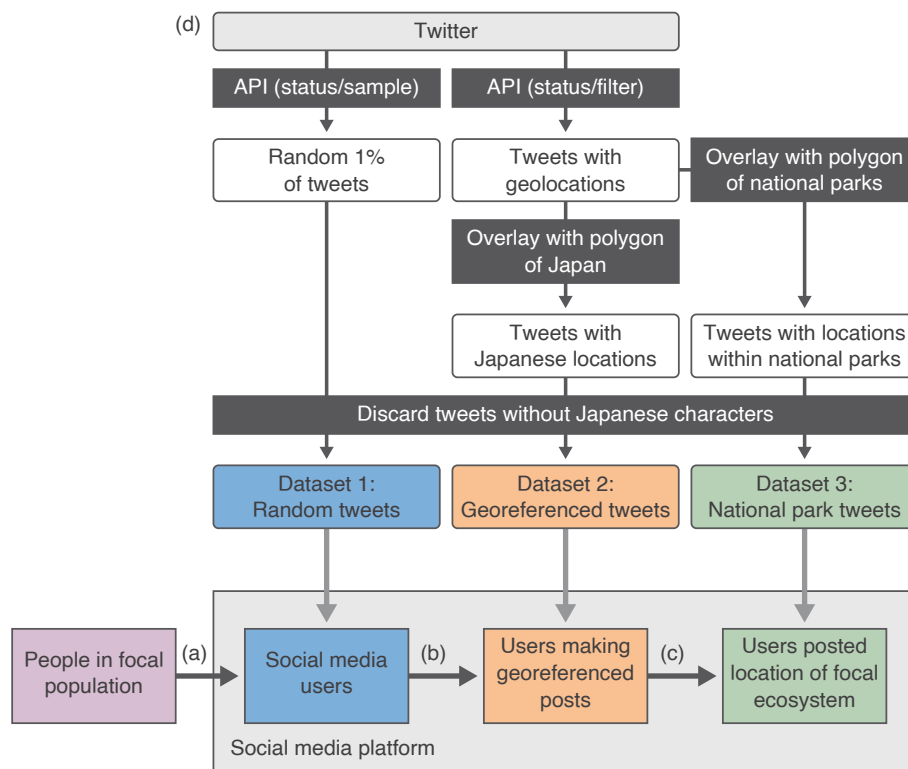 (d)
Twitter
API (status/sample)
API (status/filter)
Random 1%
of tweets
Tweets with
geolocations
Overlay with polygon
of national parks
Overlay with polygon
of Japan
Tweets with
Japanese locations
Tweets with locations
within national parks
Discard tweets without Japanese characters
Dataset 1:
Random tweets
Dataset 2:
Georeferenced tweets
Dataset 3:
National park tweets
People in focal
population
(a)
Social media
users
(b)
Users making
georeferenced
posts
(c)
Users posted
location of focal
ecosystem
Social media platform